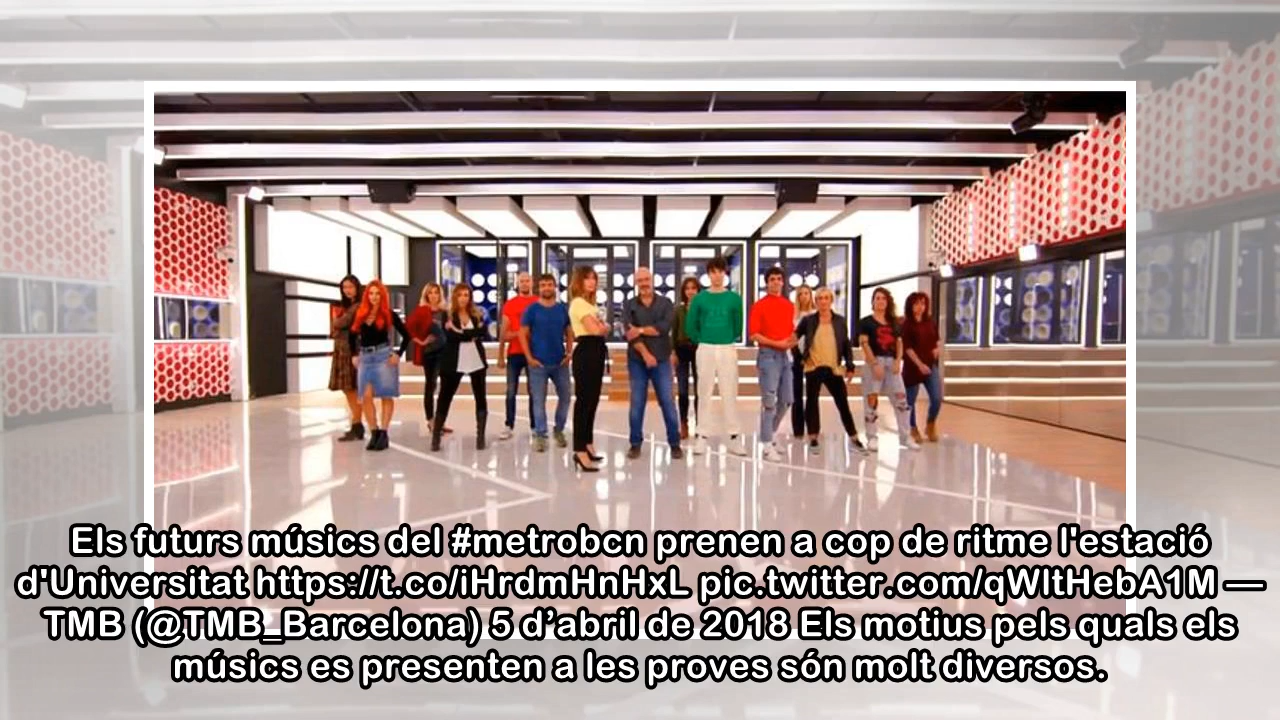 Els futurs músics del #metrobcn prenen a cop de ritme l'estació
d'Universitat https://t.co/iHrdmHnHxL pic.twitter.com/qWltHebA1M —
TMB (@TMB_Barcelona) 5 d’abril de 2018 Els motius pels quals els
músics es presenten a les proves són molt diversos.